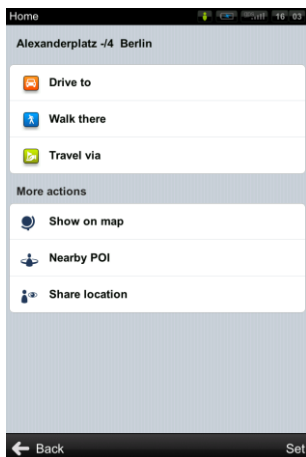 Home 16 03
Alexanderplatz -/4 Berlin
Drive to
Walk there
Travel via
More actions
Show on map
Nearby POI
Share location
Back Set